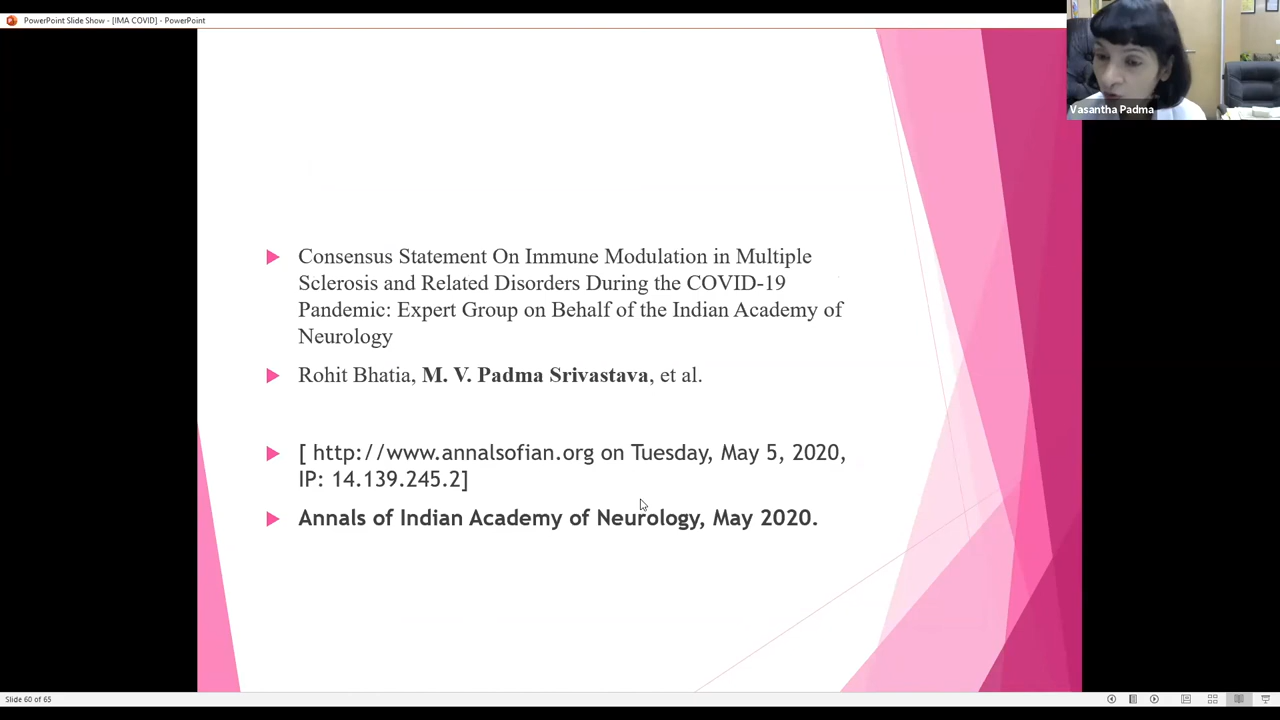 PowerPoint Slide Show - [IMA COVID] - PowerPoint
Vasantha Padma
Consensus Statement On Immune Modulation in Multiple
Sclerosis and Related Disorders During the COVID-19
Pandemic: Expert Group on Behalf of the Indian Academy of
Neurology
Rohit Bhatia, M. V. Padma Srivastava, et al.
[ http://www.annalsofian.org on Tuesday, May 5, 2020,
IP: 14.139.245.2]
Annals of Indian Academy of Neurology, May 2020.
Slide 60 of 65